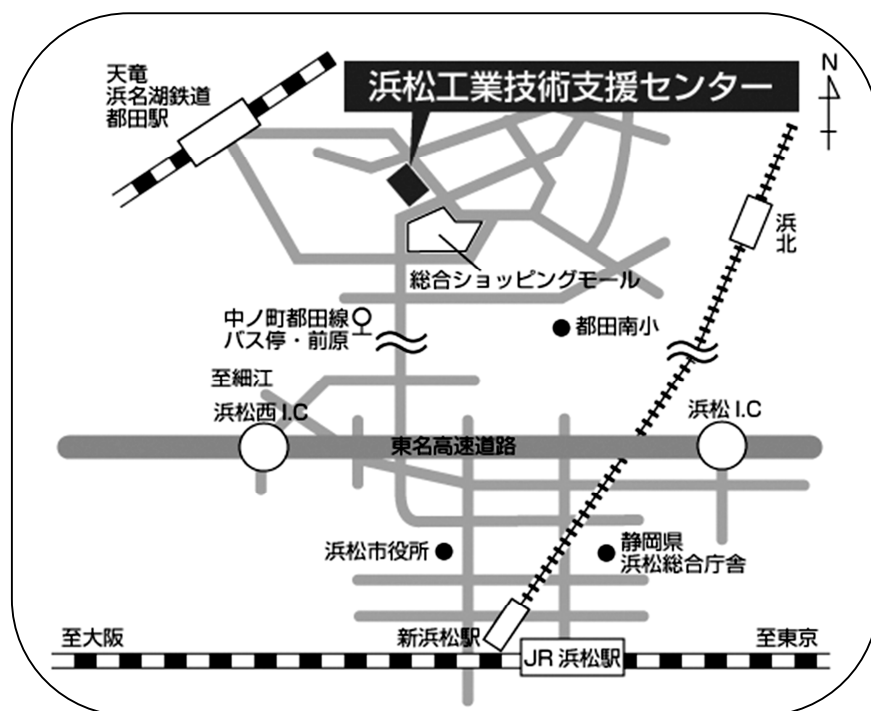 天竜
浜名湖鉄道
都田駅
浜松工業技術支援センター
N
浜北
総合ショッピングモール
中ノ町都田線
バス停・前原
都田南小
至細江
浜松西I.C
浜松I.C
東名高速道路
浜松市役所
静岡県
浜松総合庁舎
至大阪
新浜松駅
JR浜松駅
至東京